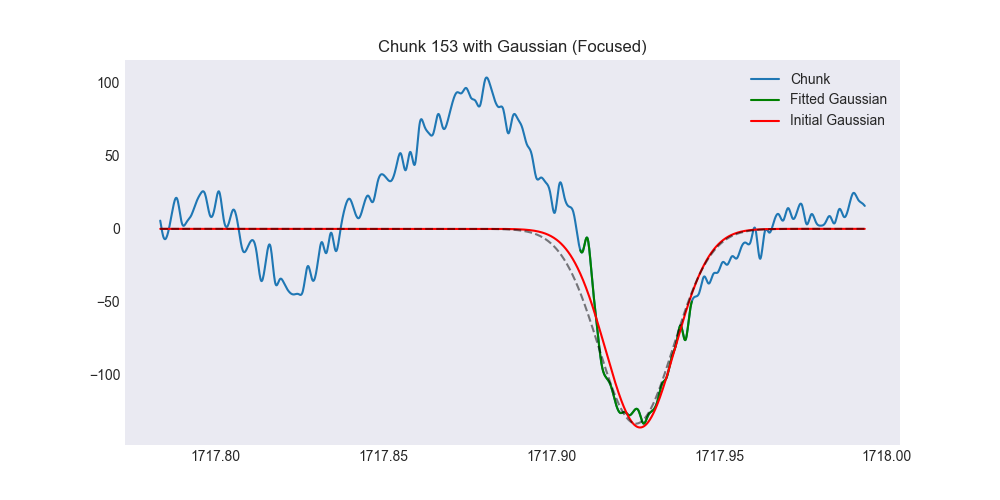 Chunk 153 with Gaussian (Focused)
Chunk
Fitted Gaussian
Initial Gaussian
100
50
0
−50
−100
1717.80 1717.85 1717.90 1717.95 1718.00